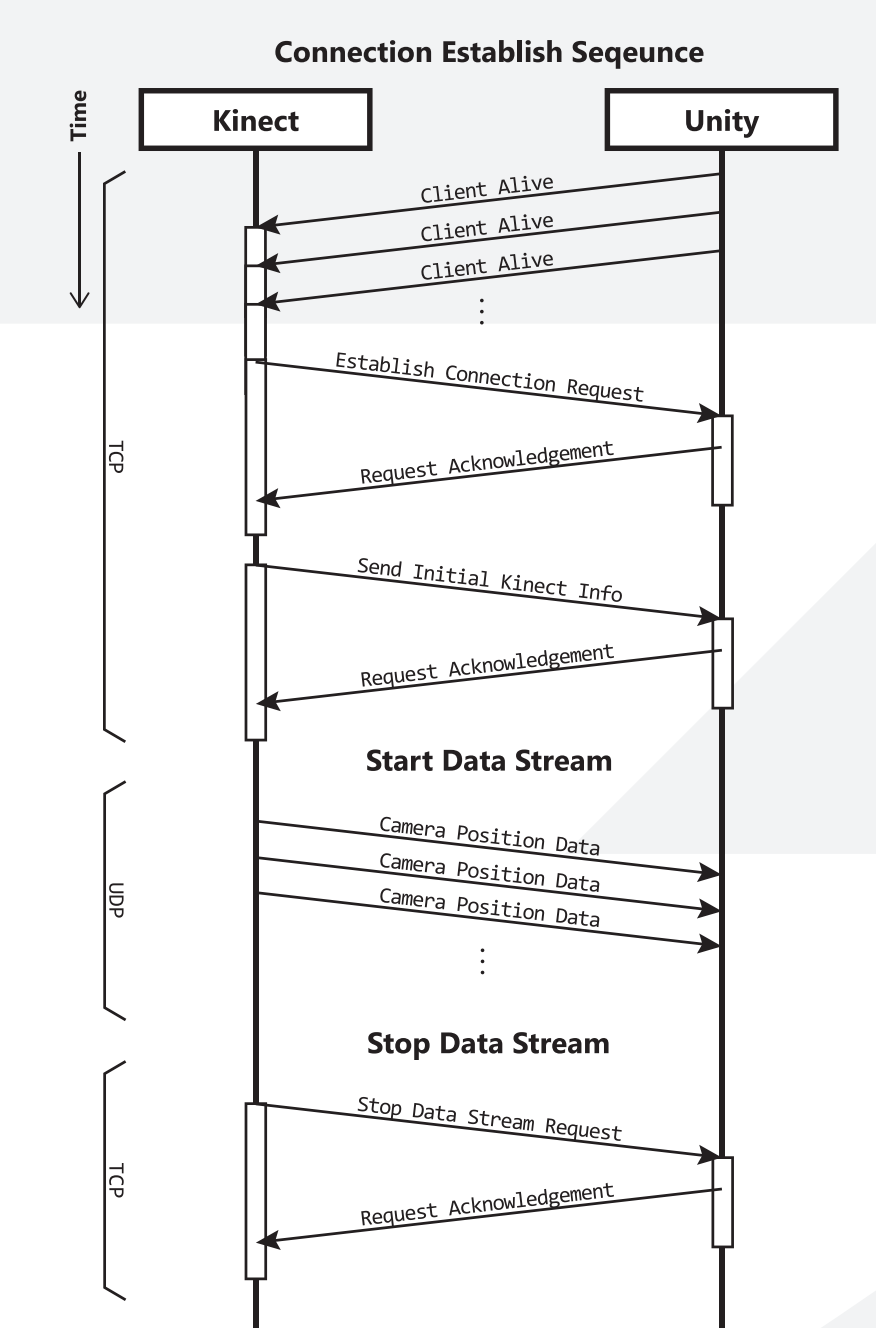 Connection Establish Seqeunce
Time
Kinect
Unity
Client Alive
Client Alive
Client Alive
Establish Connection Request
Request Acknowledgement
TCP
Send Initial Kinect Info
Request Acknowledgement
Start Data Stream
Camera Position Data
Camera Position Data
Camera Position Data
UDP
Stop Data Stream
Stop Data Stream Request
Request Acknowledgement
TCP